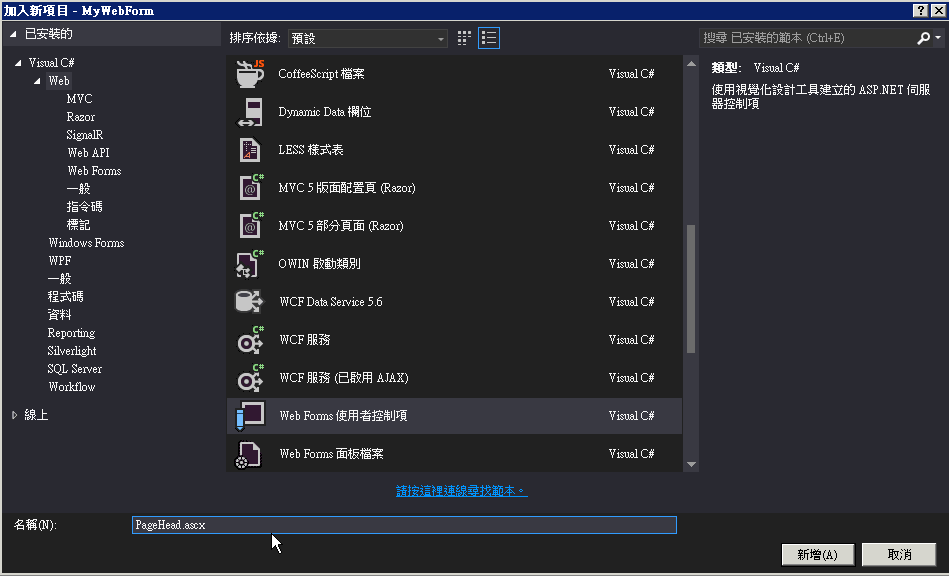 加入新項目 - MyWebForm
已安裝的
排序依據: 預設
搜尋 已安裝的範本 (Ctrl+E)
Visual C#
Web
MVC
Razor
SignalR
Web API
Web Forms
一般
指令碼
標記
Windows Forms
WPF
一般
程式碼
資料
Reporting
Silverlight
SQL Server
Workflow
線上
JS CoffeeScript 檔案 Visual C#
Dynamic Data 欄位 Visual C#
LESS 樣式表 Visual C#
C# MVC 5 版面配置頁 (Razor) Visual C#
C# MVC 5 部分頁面 (Razor) Visual C#
C# OWIN 啟動類別 Visual C#
WCF Data Service 5.6 Visual C#
C# WCF 服務 Visual C#
C# WCF 服務 (已啟用 AJAX) Visual C#
Web Forms 使用者控制項 Visual C#
Web Forms 面板檔案 Visual C#
請按這裡連線尋找範本。
類型: Visual C#
使用視覺化設計工具建立的 ASP.NET 伺服
器控制項
名稱(N): PageHead.ascx
新增(A) 取消